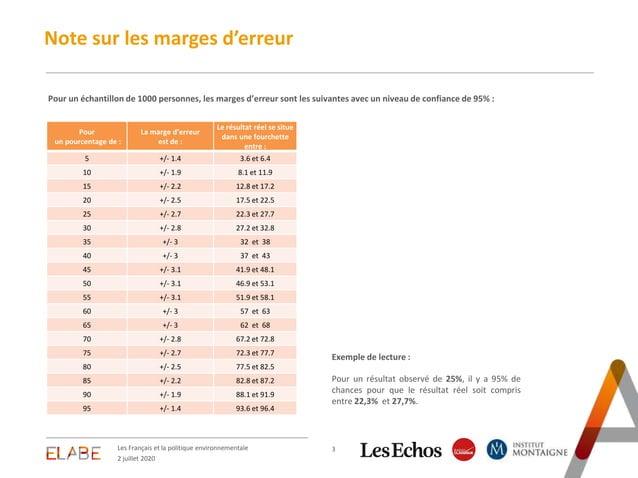 Note sur les marges d'erreur
Pour un échantillon de 1000 personnes, les marges d'erreur sont les suivantes avec un niveau de confiance de 95% :
Pour un pourcentage de : La marge d'erreur est de : Le résultat réel se situe dans une fourchette entre :
5 +/- 1.4 3.6 et 6.4
10 +/- 1.9 8.1 et 11.9
15 +/- 2.2 12.8 et 17.2
20 +/- 2.5 17.5 et 22.5
25 +/- 2.7 22.3 et 27.7
30 +/- 2.8 27.2 et 32.8
35 +/- 3 32 et 38
40 +/- 3 37 et 43
45 +/- 3.1 41.9 et 48.1
50 +/- 3.1 46.9 et 53.1
55 +/- 3.1 51.9 et 58.1
60 +/- 3 57 et 63
65 +/- 3 62 et 68
70 +/- 2.8 67.2 et 72.8
75 +/- 2.7 72.3 et 77.7
80 +/- 2.5 77.5 et 82.5
85 +/- 2.2 82.8 et 87.2
90 +/- 1.9 88.1 et 91.9
95 +/- 1.4 93.6 et 96.4
Exemple de lecture :
Pour un résultat observé de 25%, il y a 95% de
chances pour que le résultat réel soit compris
entre 22,3% et 27,7%.
ELABE
Les Français et la politique environnementale
2 juillet 2020
3
Les Echos
RADIO CLASSIQUE
INSTITUT
MONTAIGNE